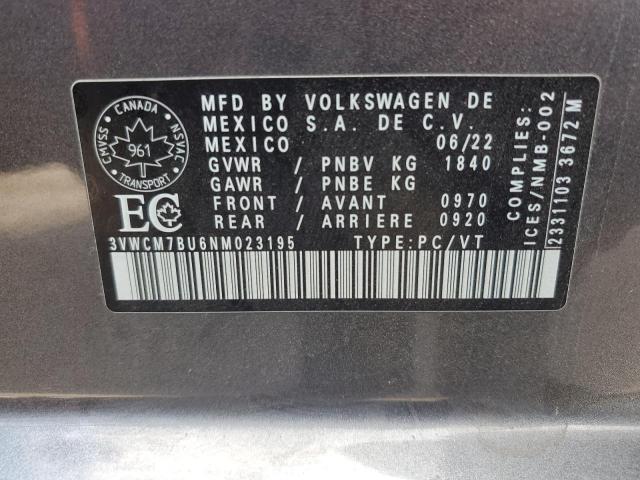 MFD BY VOLKSWAGEN DE
MEXICO S.A. DE C.V.
MEXICO 06/22
GVWR / PNBV KG 1840
GAWR / PNBE KG
FRONT / AVANT 0970
REAR / ARRIERE 0920
3VWCM7BU6NM023195 TYPE:PC/VT
CANADA
CMVSS 961 NSVAC
TRANSPORT
EC
COMPLIES:
ICES/NMB-002
2331103 3672 M